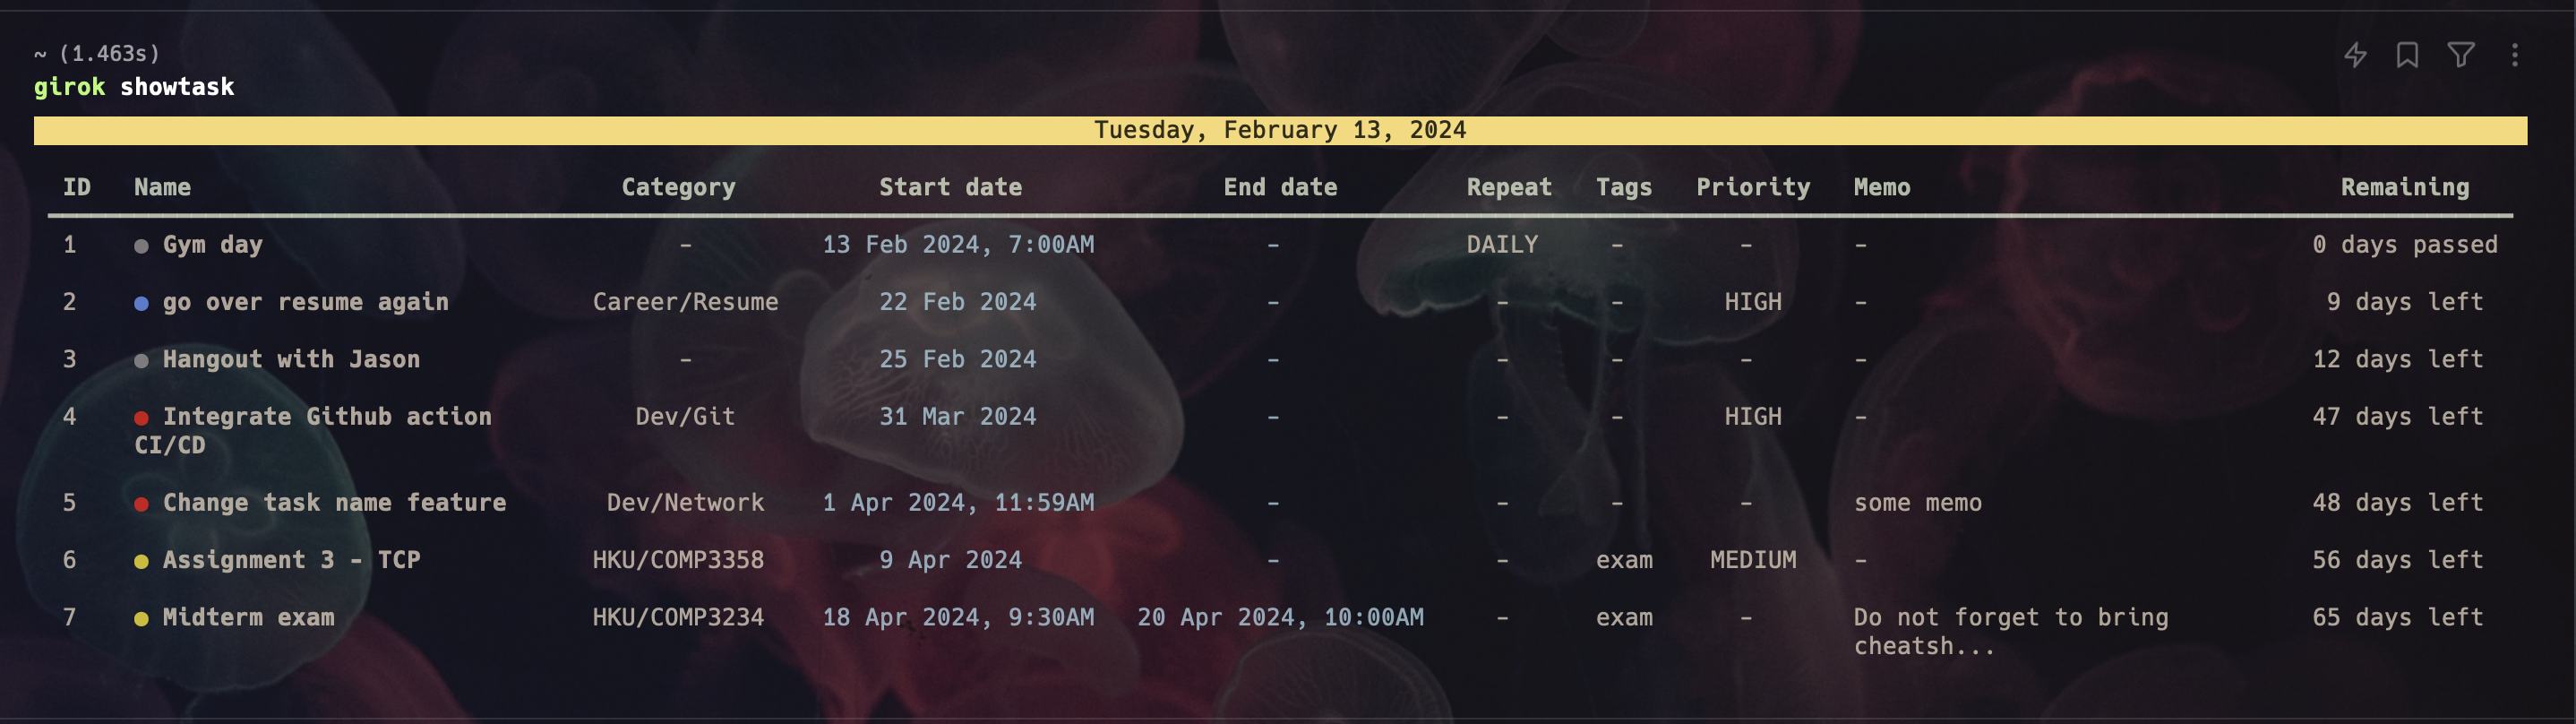 ~ (1.463s)
girok showtask
Tuesday, February 13, 2024
ID Name Category Start date End date Repeat Tags Priority Memo Remaining
1 Gym day - 13 Feb 2024, 7:00AM - DAILY - - - 0 days passed
2 go over resume again Career/Resume 22 Feb 2024 - - - HIGH - 9 days left
3 Hangout with Jason - 25 Feb 2024 - - - - - 12 days left
4 Integrate Github action Dev/Git 31 Mar 2024 - - - HIGH - 47 days left
CI/CD
5 Change task name feature Dev/Network 1 Apr 2024, 11:59AM - - - - some memo 48 days left
6 Assignment 3 - TCP HKU/COMP3358 9 Apr 2024 - - exam MEDIUM - 56 days left
7 Midterm exam HKU/COMP3234 18 Apr 2024, 9:30AM 20 Apr 2024, 10:00AM - exam - Do not forget to bring 65 days left
cheatsh...